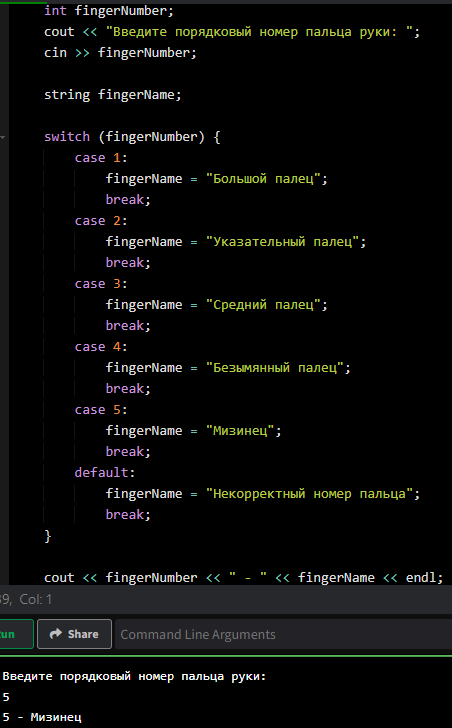 int fingerNumber;
cout << "Введите порядковый номер пальца руки: ";
cin >> fingerNumber;
string fingerName;
switch (fingerNumber) {
case 1:
fingerName = "Большой палец";
break;
case 2:
fingerName = "Указательный палец";
break;
case 3:
fingerName = "Средний палец";
break;
case 4:
fingerName = "Безымянный палец";
break;
case 5:
fingerName = "Мизинец";
break;
default:
fingerName = "Некорректный номер пальца";
break;
}
cout << fingerNumber << " - " << fingerName << endl;
39, Col: 1
un Share Command Line Arguments
Введите порядковый номер пальца руки:
5
5 - Мизинец